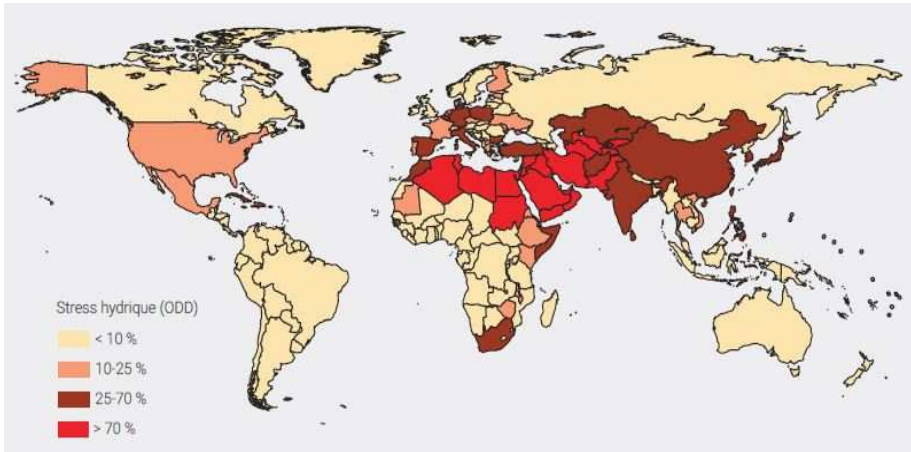 Stress hydrique (ODD)
< 10 %
10-25 %
25-70 %
> 70 %